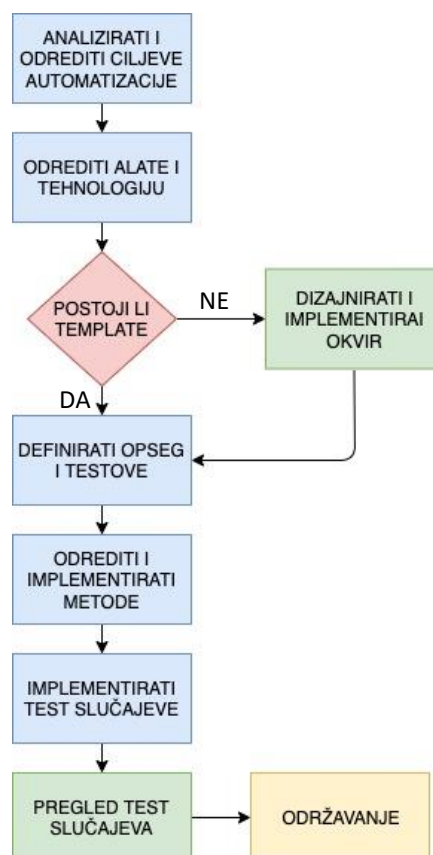 ANALIZIRATI I
ODREDITI CILJEVE
AUTOMATIZACIJE
ODREDITI ALATE I
TEHNOLOGIJU
POSTOJI LI
TEMPLATE
NE
DIZAJNIRATI I
IMPLEMENTIRAI
OKVIR
DA
DEFINIRATI OPSEG
I TESTOVE
ODREDITI I
IMPLEMENTIRATI
METODE
IMPLEMENTIRATI
TEST SLUČAJEVE
PREGLED TEST
SLUČAJEVA
ODRŽAVANJE